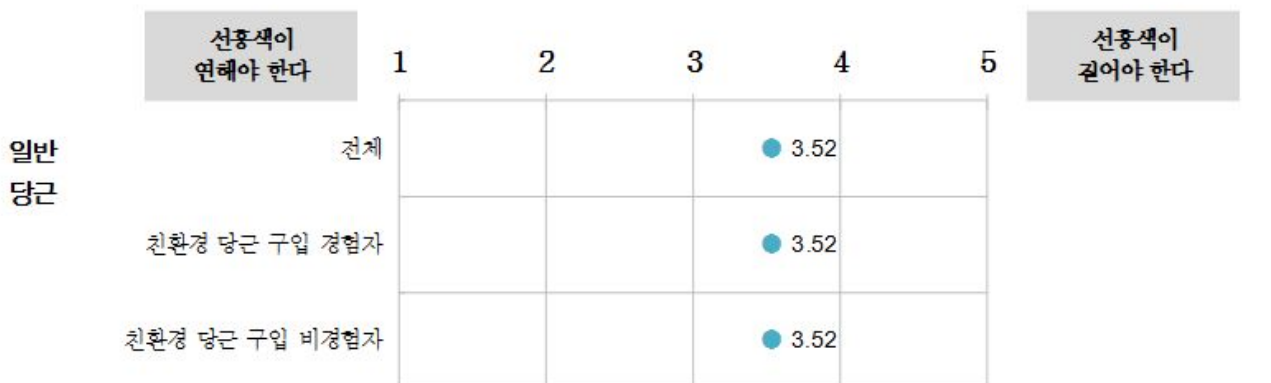 선홍색이
연해야 한다
1 2 3 4 5
선홍색이
짙어야 한다
일반
당근
전체 3.52
친환경 당근 구입 경험자 3.52
친환경 당근 구입 비경험자 3.52